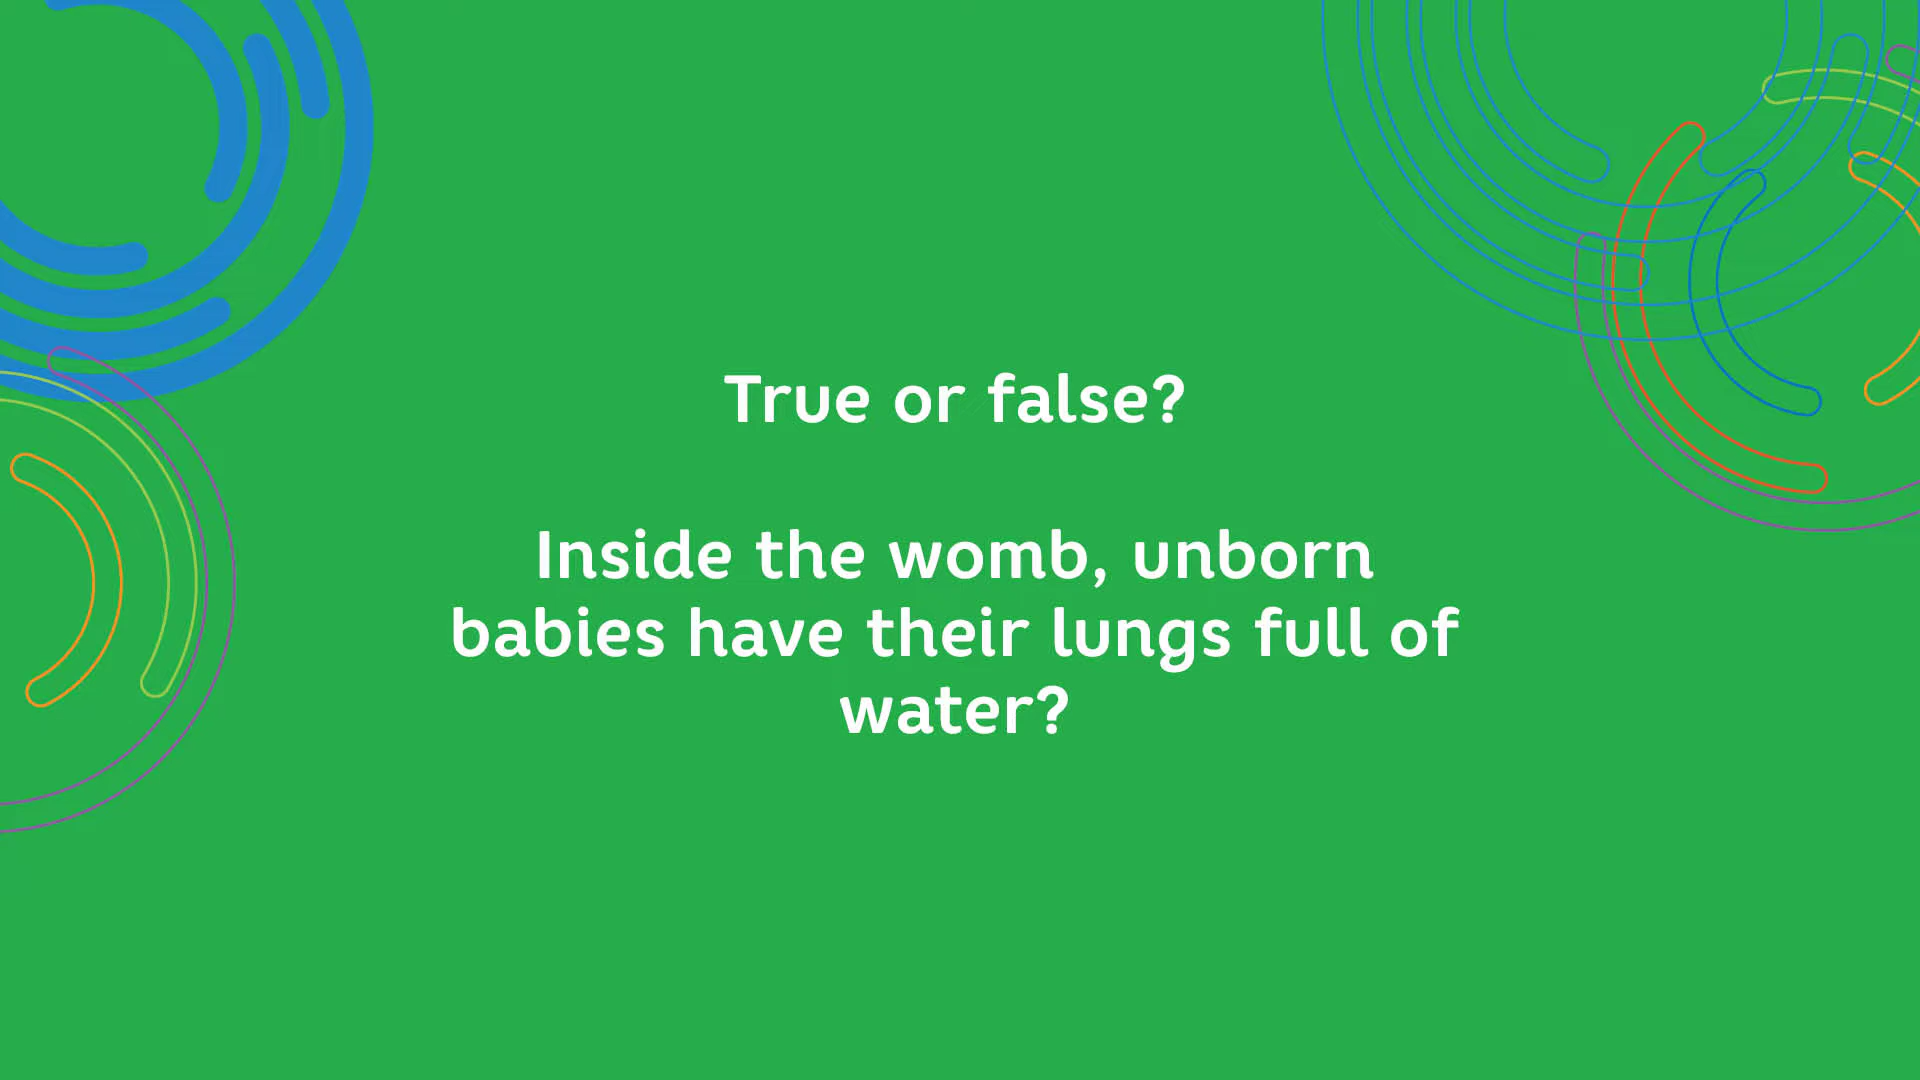 True or false?
Inside the womb, unborn
babies have their lungs full of
water?